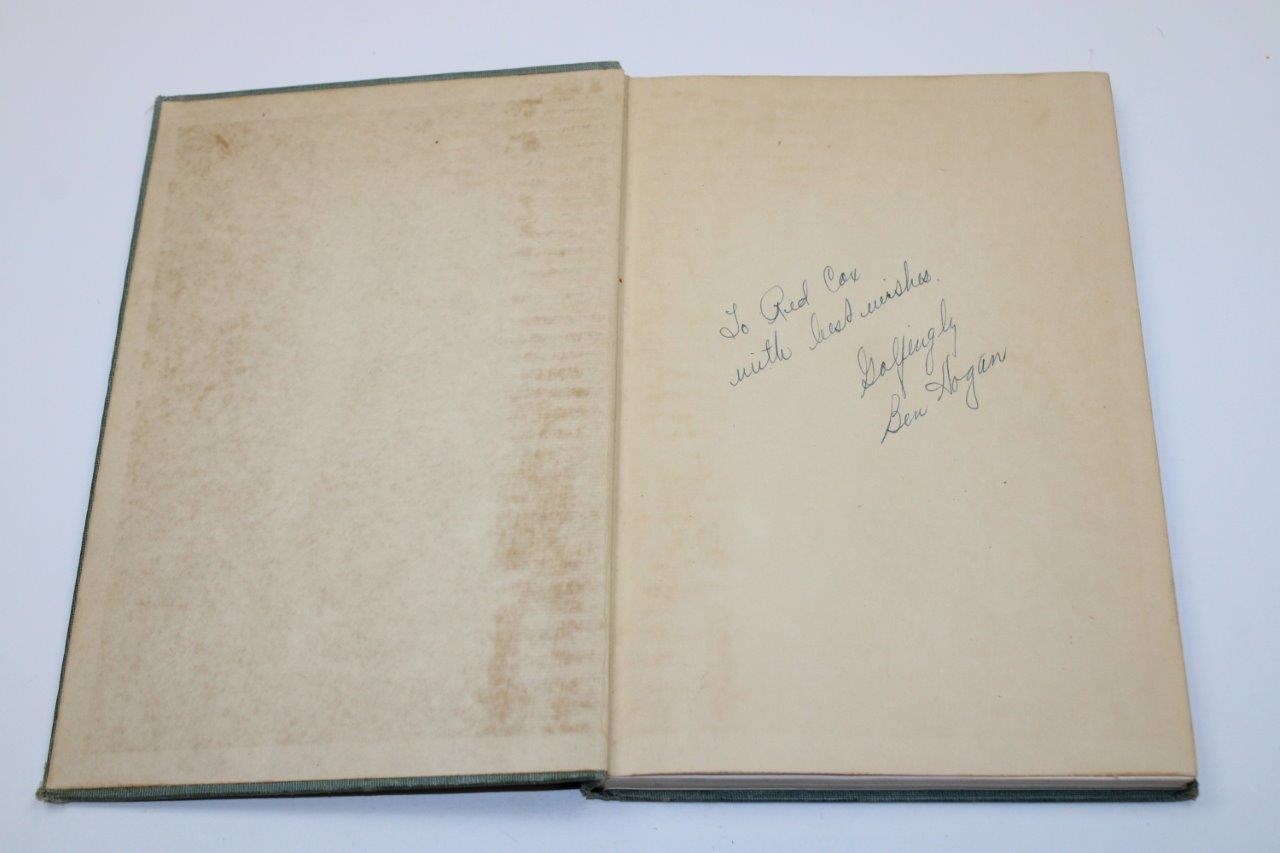 To Red Cox
with best wishes.
Golfingly
Ben Hogan